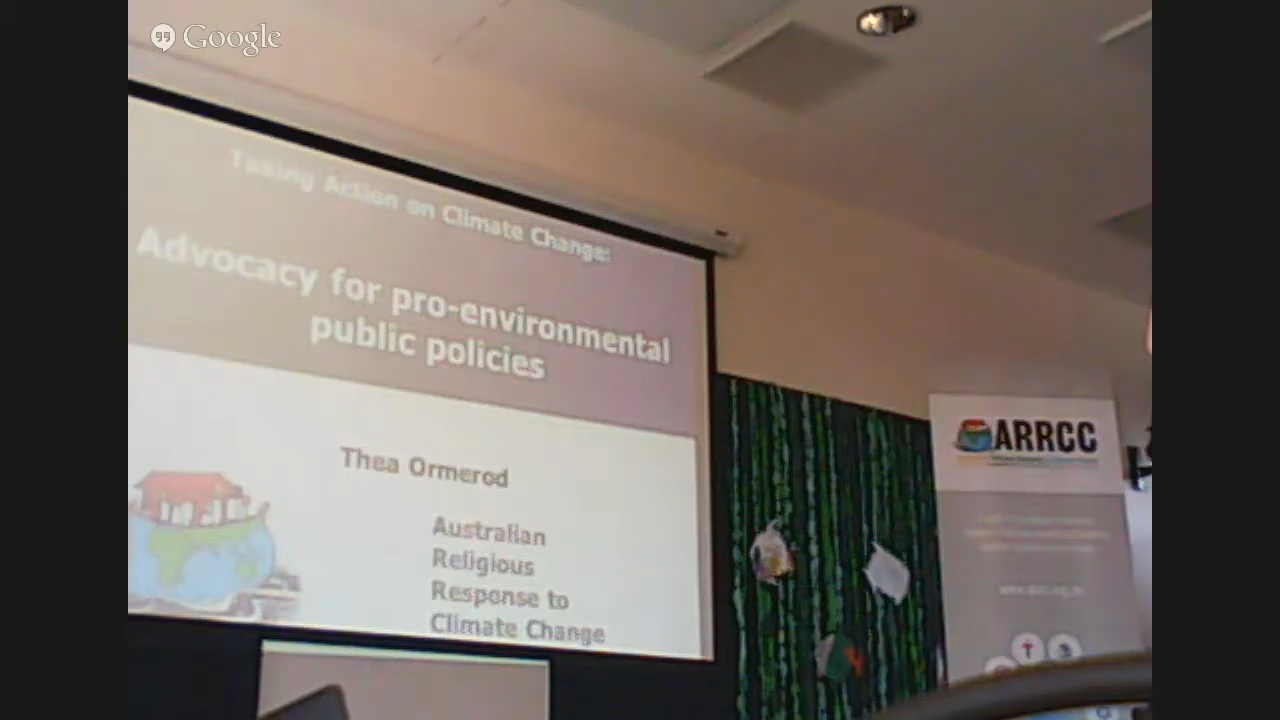 Google
Taking Action on Climate Change:
Advocacy for pro-environmental
public policies
Thea Ormerod
Australian
Religious
Response to
Climate Change
ARRCC